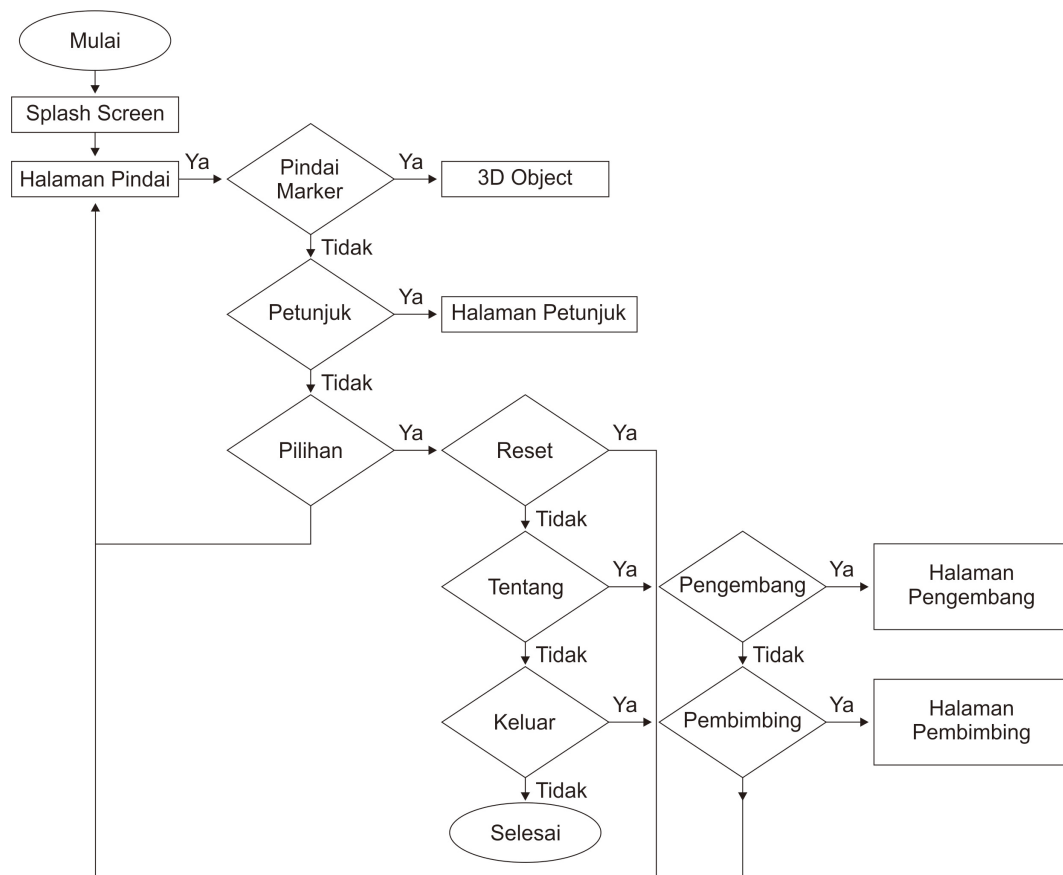 Mulai
Splash Screen
Halaman Pindai
Ya
Pindai
Marker
Ya
3D Object
Tidak
Petunjuk
Ya
Halaman Petunjuk
Tidak
Pilihan
Ya
Reset
Ya
Tidak
Tentang
Ya
Pengembang
Ya
Halaman
Pengembang
Tidak
Tidak
Keluar
Ya
Pembimbing
Ya
Halaman
Pembimbing
Tidak
Selesai